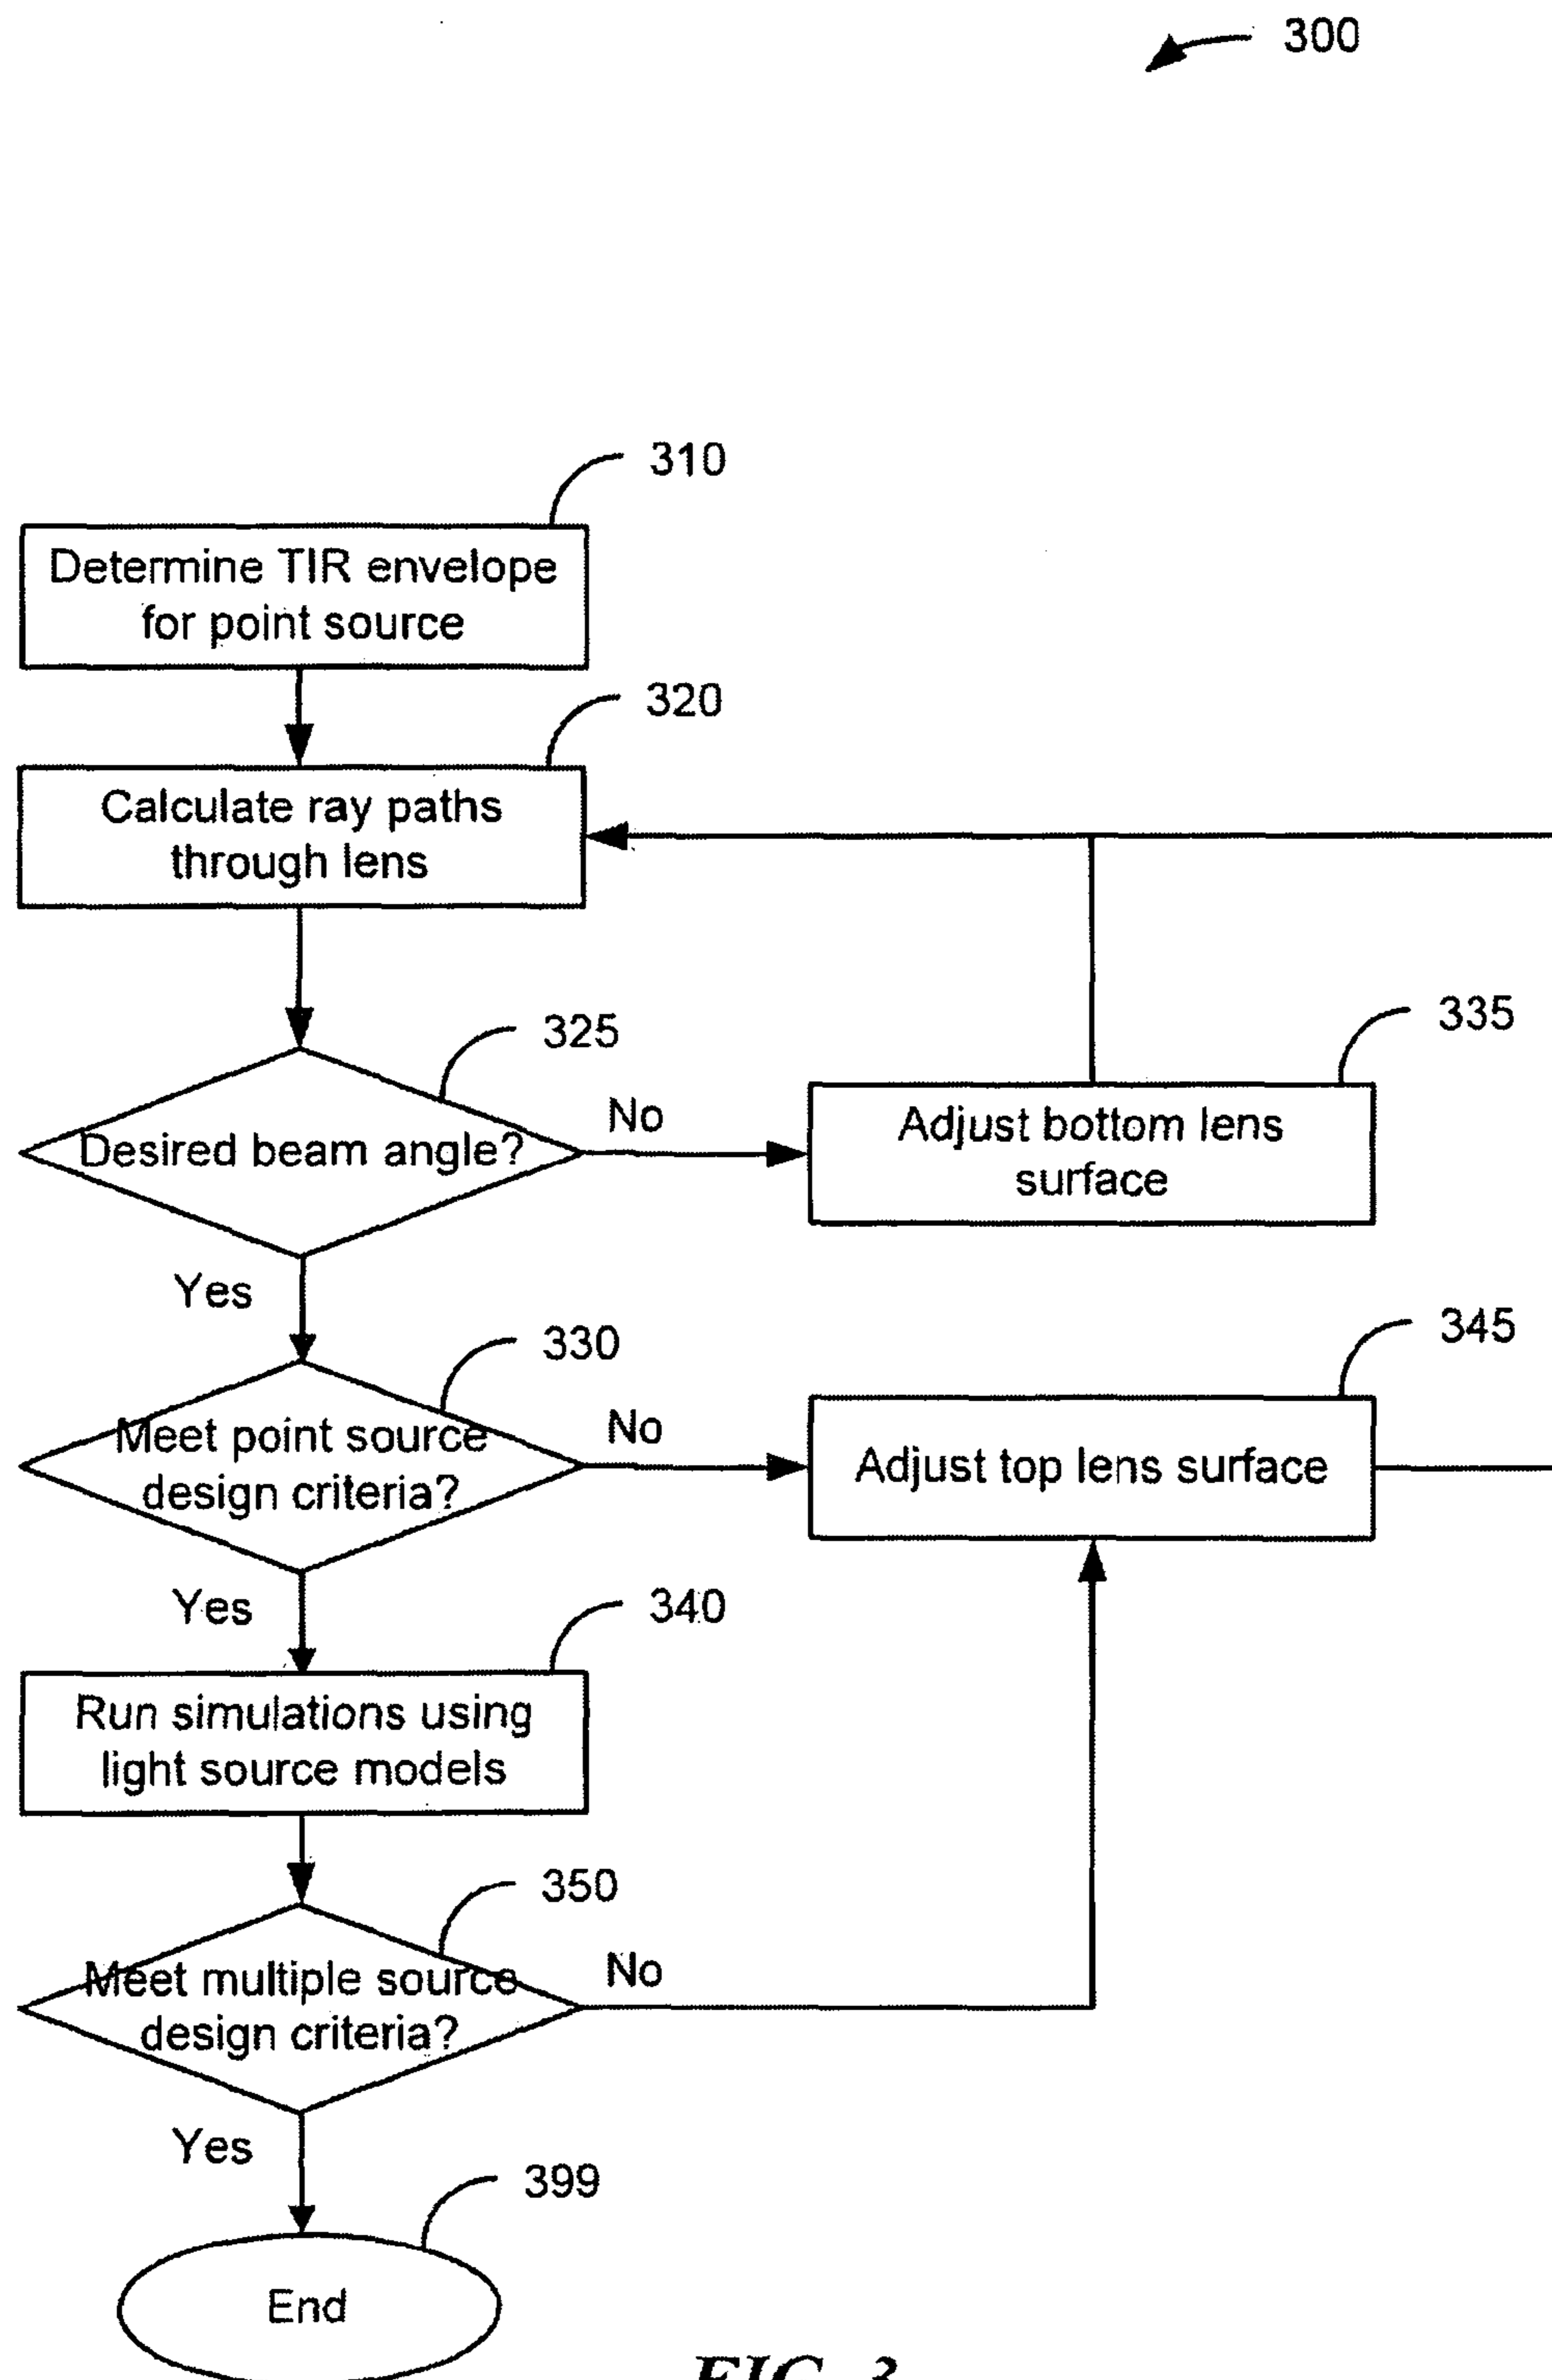 300
310
Determine TIR envelope
for point source
320
Calculate ray paths
through lens
325
Desired beam angle?
No
335
Adjust bottom lens
surface
Yes
330
Meet point source
design criteria?
No
345
Adjust top lens surface
Yes
340
Run simulations using
light source models
350
Meet multiple source
design criteria?
No
Yes
399
End
FIG. 3